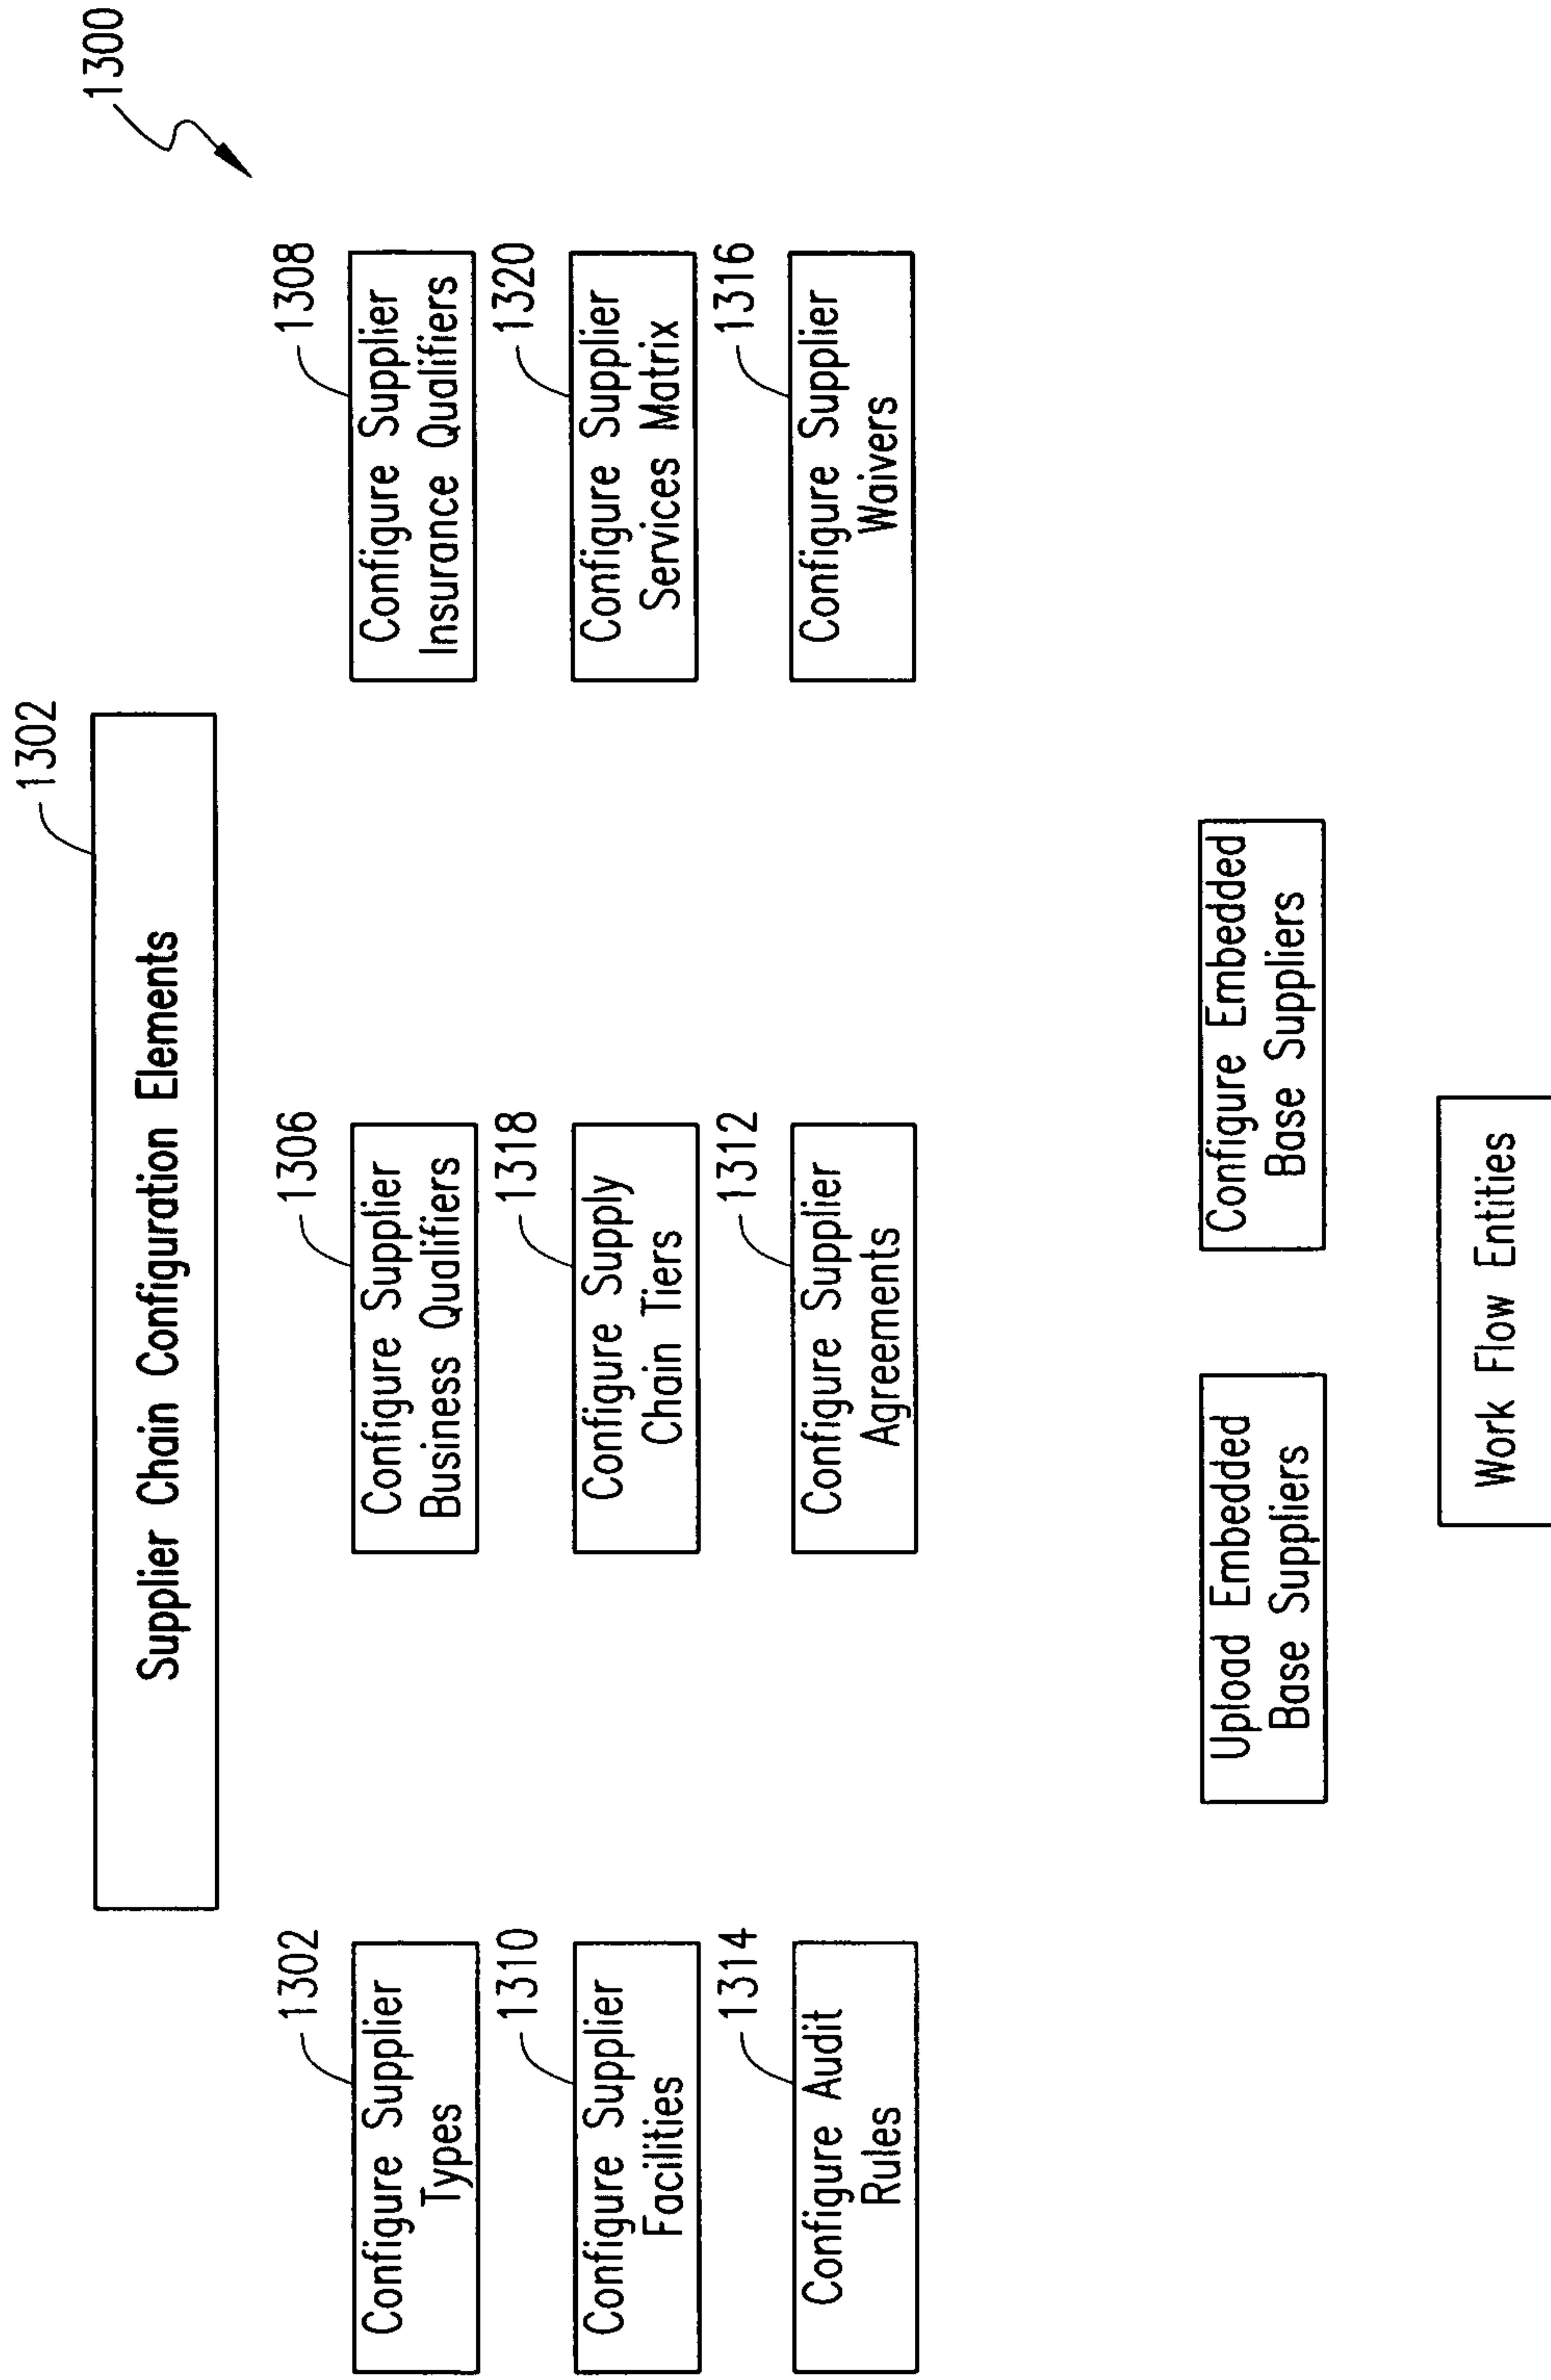 1300
1302
Supplier Chain Configuration Elements
1302
Configure Supplier
Types
1306
Configure Supplier
Business Qualifiers
1308
Configure Supplier
Insurance Qualifiers
1310
Configure Supplier
Facilities
1318
Configure Supply
Chain Tiers
1320
Configure Supplier
Services Matrix
1314
Configure Audit
Rules
1312
Configure Supplier
Agreements
1316
Configure Supplier
Waivers
Upload Embedded
Base Suppliers
Configure Embedded
Base Suppliers
Work Flow Entities